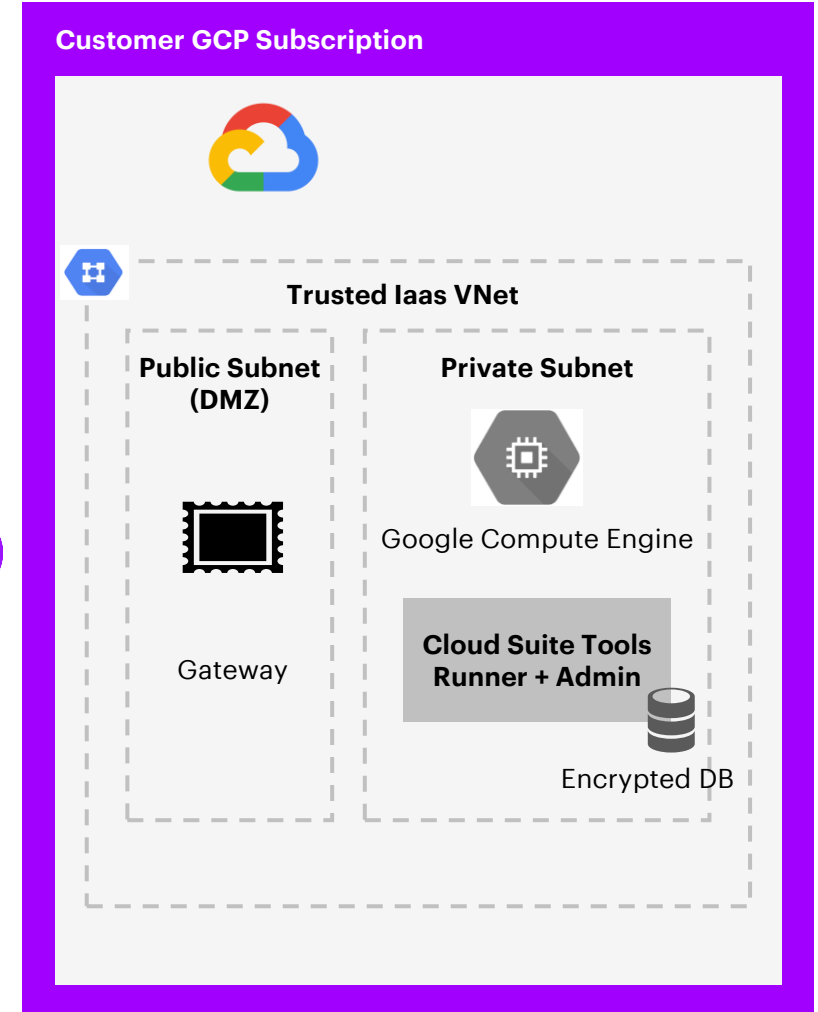 Customer GCP Subscription
Trusted Iaas VNet
Public Subnet
(DMZ)
Gateway
Private Subnet
Google Compute Engine
Cloud Suite Tools
Runner + Admin
Encrypted DB